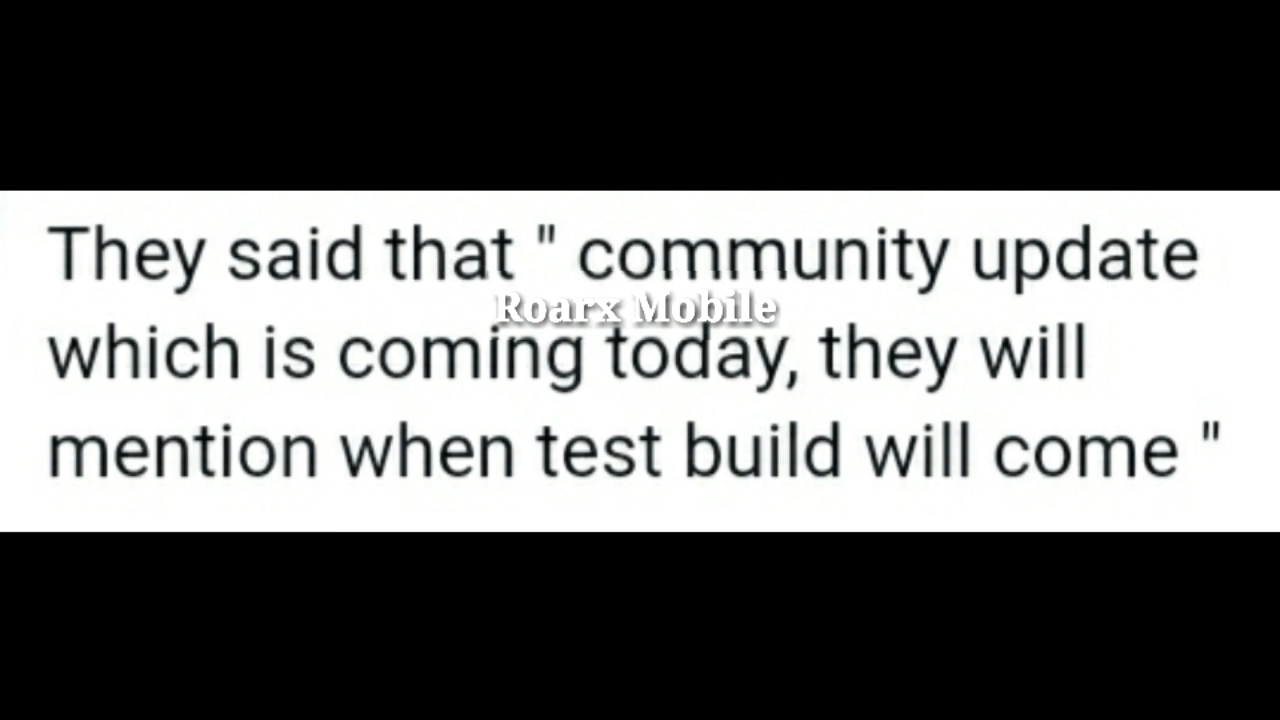 They said that " community update
Roarx Mobile
which is coming today, they will
mention when test build will come "